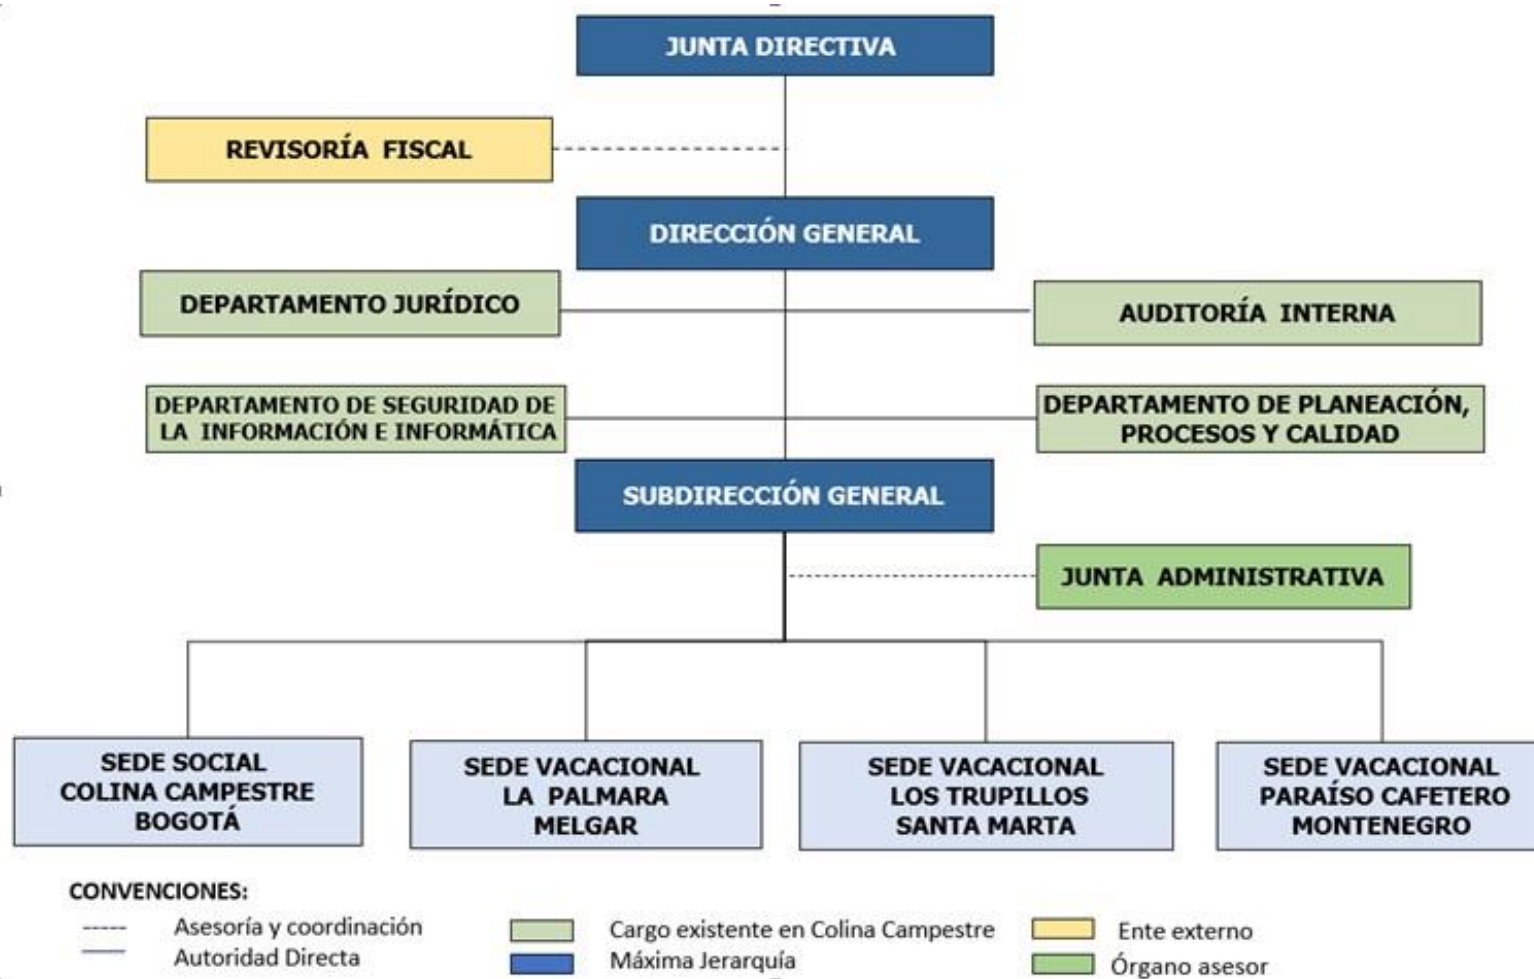 JUNTA DIRECTIVA
REVISORÍA FISCAL
DIRECCIÓN GENERAL
DEPARTAMENTO JURÍDICO
AUDITORÍA INTERNA
DEPARTAMENTO DE SEGURIDAD DE
LA INFORMACIÓN E INFORMÁTICA
DEPARTAMENTO DE PLANEACIÓN,
PROCESOS Y CALIDAD
SUBDIRECCIÓN GENERAL
JUNTA ADMINISTRATIVA
SEDE SOCIAL
COLINA CAMPESTRE
BOGOTÁ
SEDE VACACIONAL
LA PALMARA
MELGAR
SEDE VACACIONAL
LOS TRUPILLOS
SANTA MARTA
SEDE VACACIONAL
PARAÍSO CAFETERO
MONTENEGRO
CONVENCIONES:
Asesoría y coordinación
Autoridad Directa
Cargo existente en Colina Campestre
Máxima Jerarquía
Ente externo
Órgano asesor